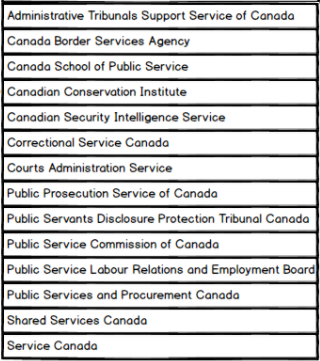 Administrative Tribunals Support Service of Canada
Canada Border Services Agency
Canada School of Public Service
Canadian Conservation Institute
Canadian Security Intelligence Service
Correctional Service Canada
Courts Administration Service
Public Prosecution Service of Canada
Public Servants Disclosure Protection Tribunal Canada
Public Service Commission of Canada
Public Service Labour Relations and Employment Board
Public Services and Procurement Canada
Shared Services Canada
Service Canada